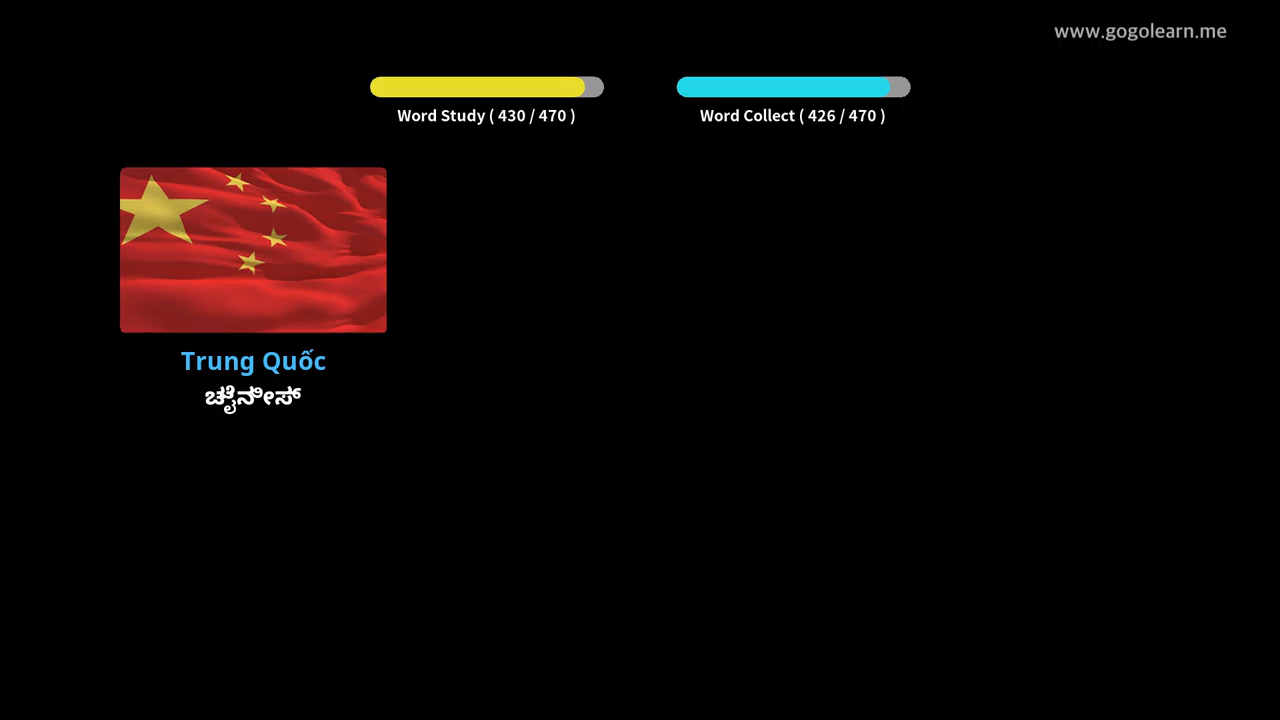 www.gogolearn.me
Word Study ( 430 / 470 )
Word Collect ( 426 / 470 )
Trung Quốc
ಚೈನೀಸ್